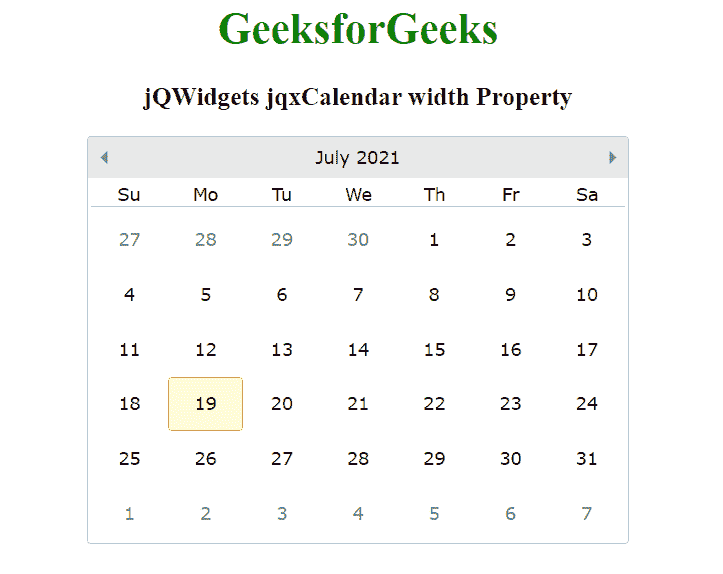 GeeksforGeeks
jQWidgets jqxCalendar width Property
July 2021
Su Mo Tu We Th Fr Sa
27 28 29 30 1 2 3
4 5 6 7 8 9 10
11 12 13 14 15 16 17
18 19 20 21 22 23 24
25 26 27 28 29 30 31
1 2 3 4 5 6 7